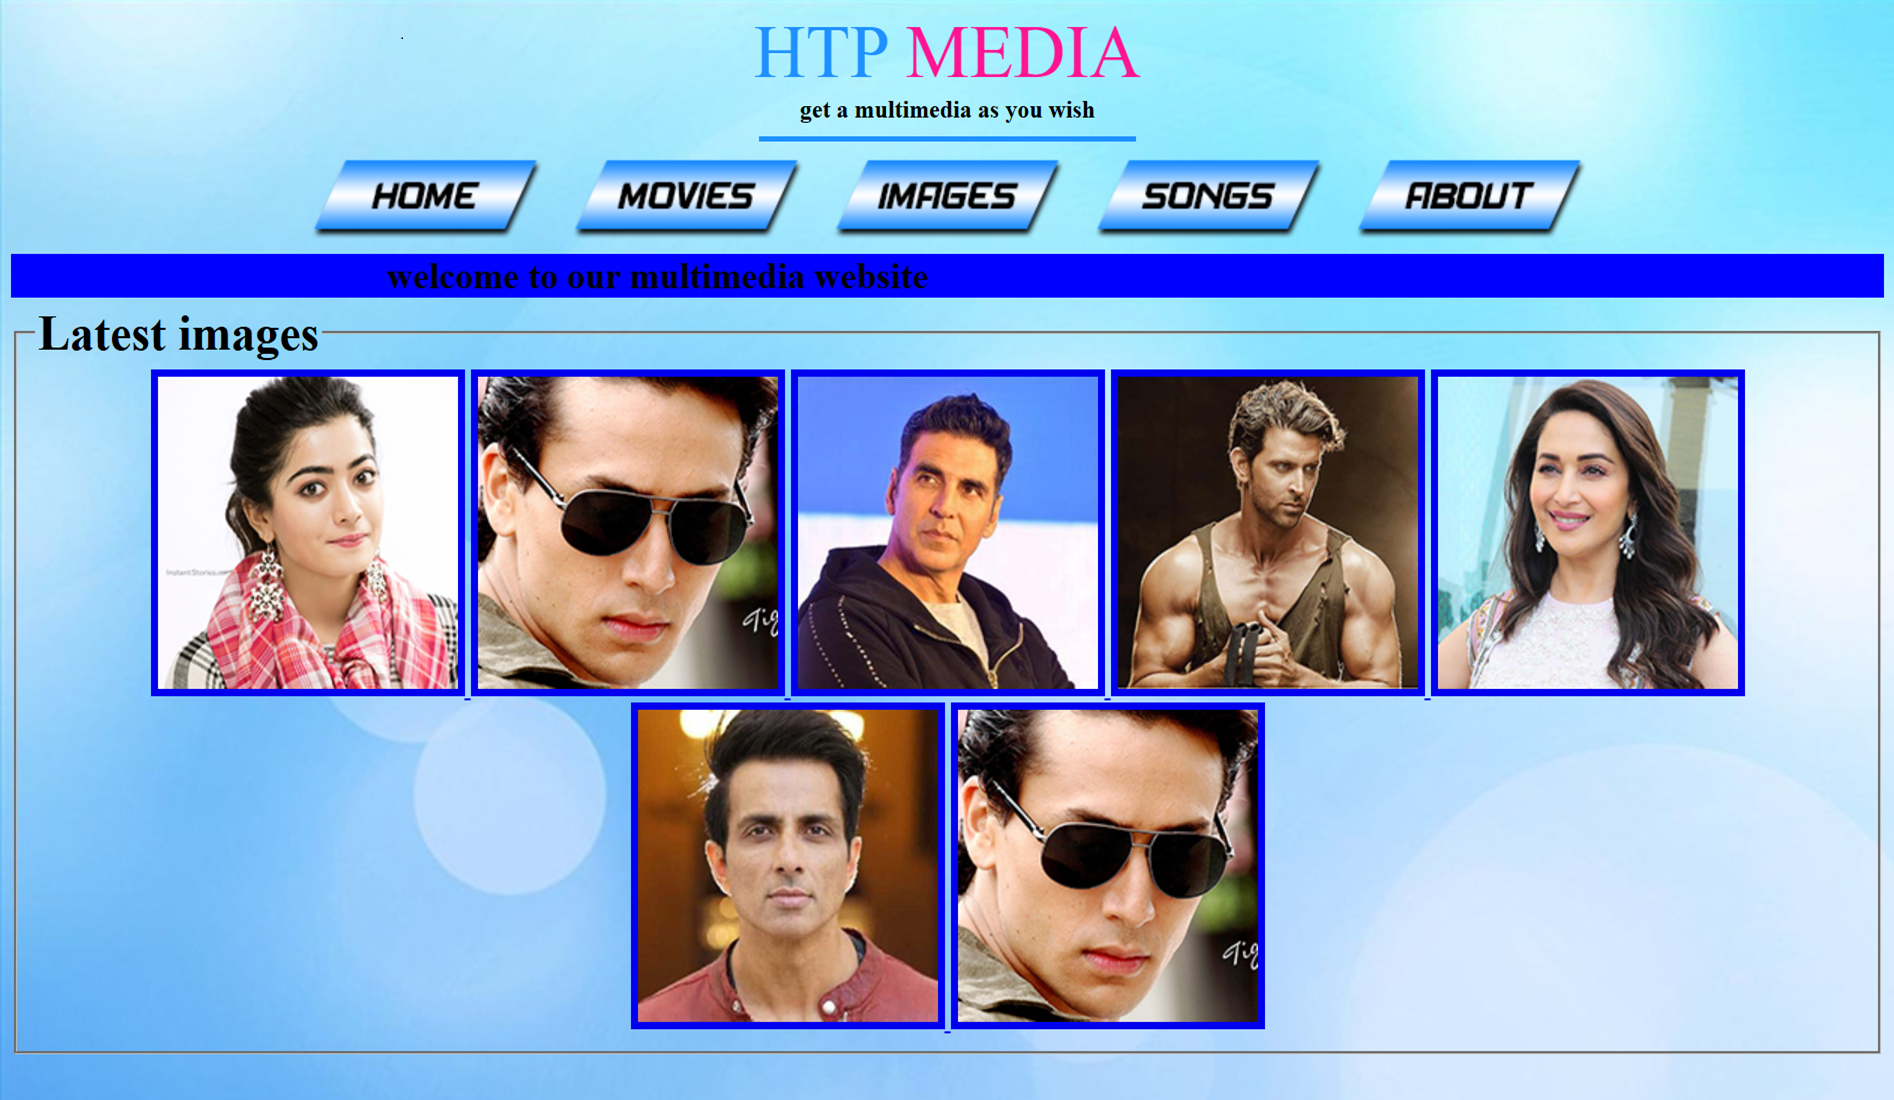 HTP MEDIA
get a multimedia as you wish
HOME MOVIES IMAGES SONGS ABOUT
welcome to our multimedia website
Latest images